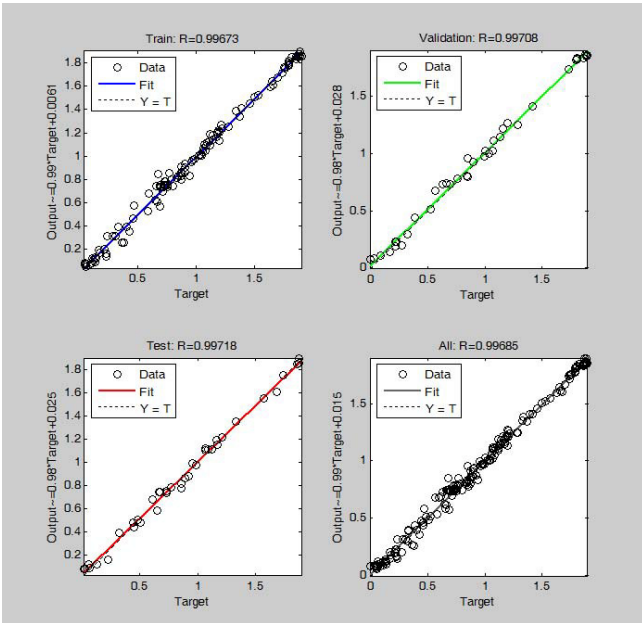 Train: R=0.99673
Output~=0.99*Target+0.0061
1.8
1.6
1.4
1.2
1
0.8
0.6
0.4
0.2
Data
Fit
Y = T
0.5
1
1.5
Target
Validation: R=0.99708
Output~=0.98*Target+0.028
1.5
1
0.5
0
Data
Fit
Y = T
0
0.5
1
1.5
Target
Test: R=0.99718
Output~=0.98*Target+0.025
1.8
1.6
1.4
1.2
1
0.8
0.6
0.4
0.2
Data
Fit
Y = T
0.5
1
1.5
Target
All: R=0.99685
Output~=0.99*Target+0.015
1.5
1
0.5
0
Data
Fit
Y = T
0
0.5
1
1.5
Target